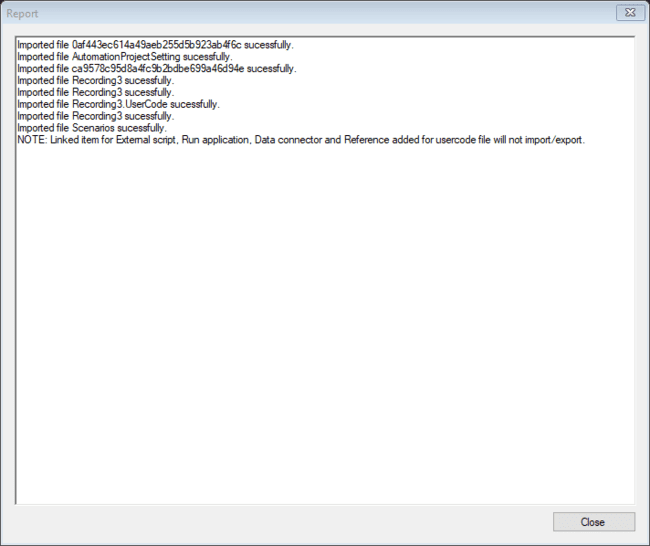 Report
Imported file 0af443ec614a49aeb255d5b923ab4f6c sucessfully.
Imported file AutomationProjectSetting sucessfully.
Imported file ca9578c95d8a4fc9b2bdbe699a46d94e sucessfully.
Imported file Recording3 sucessfully.
Imported file Recording3 sucessfully.
Imported file Recording3.UserCode sucessfully.
Imported file Recording3 sucessfully.
Imported file Scenarios sucessfully.
NOTE: Linked item for External script, Run application, Data connector and Reference added for usercode file will not import/export.
Close